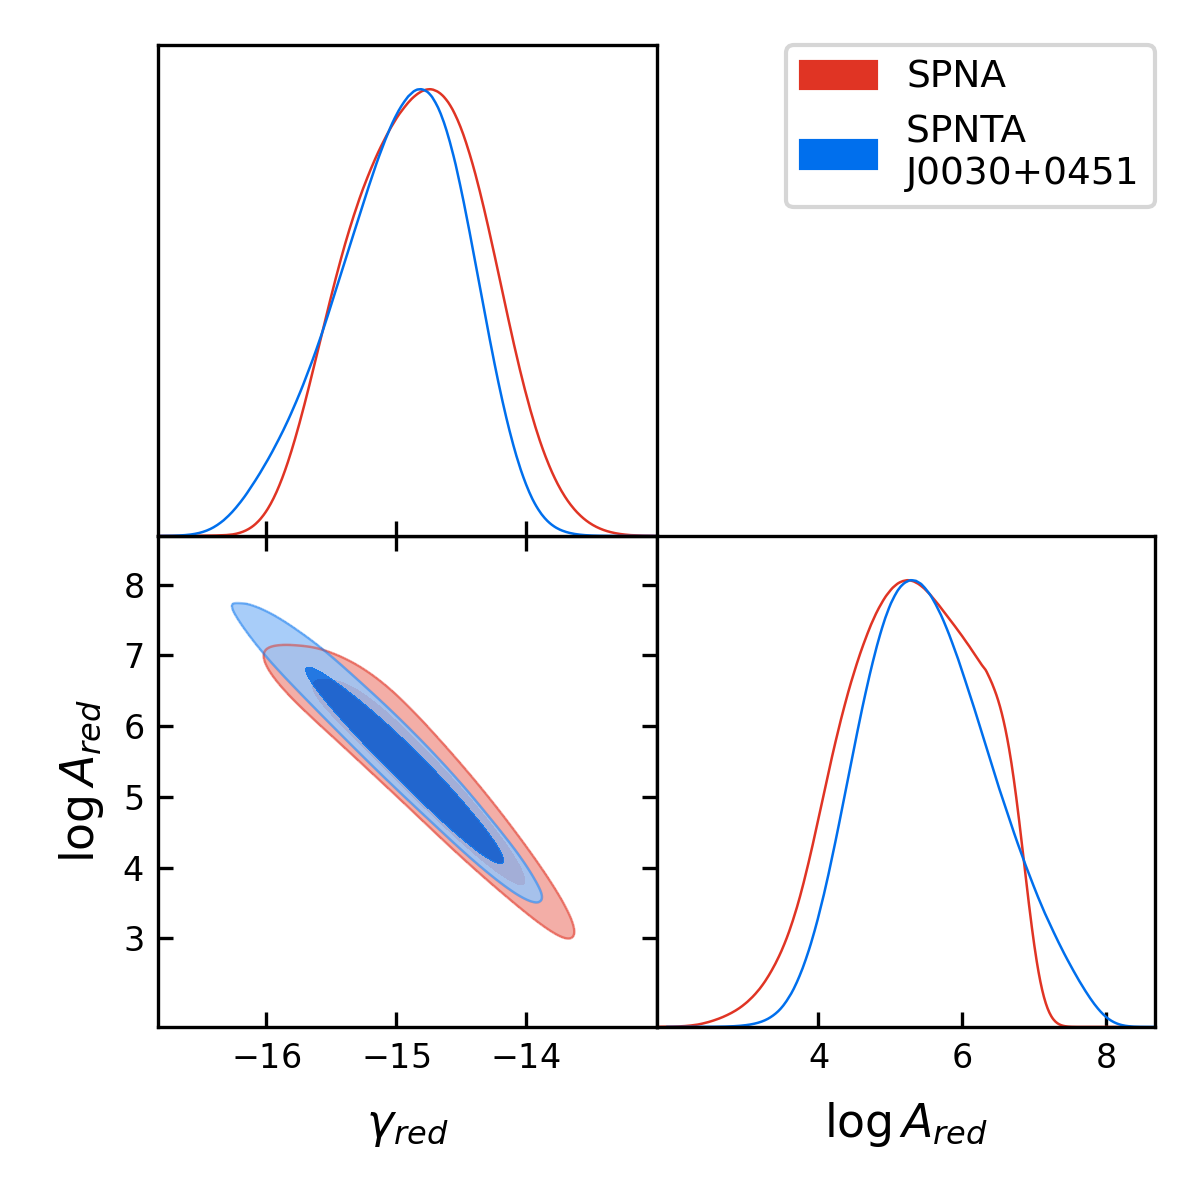 SPNA
SPNTA
J0030+0451
8
7
6
5
4
3
log A_red
−16 −15 −14
γ_red
4 6 8
log A_red